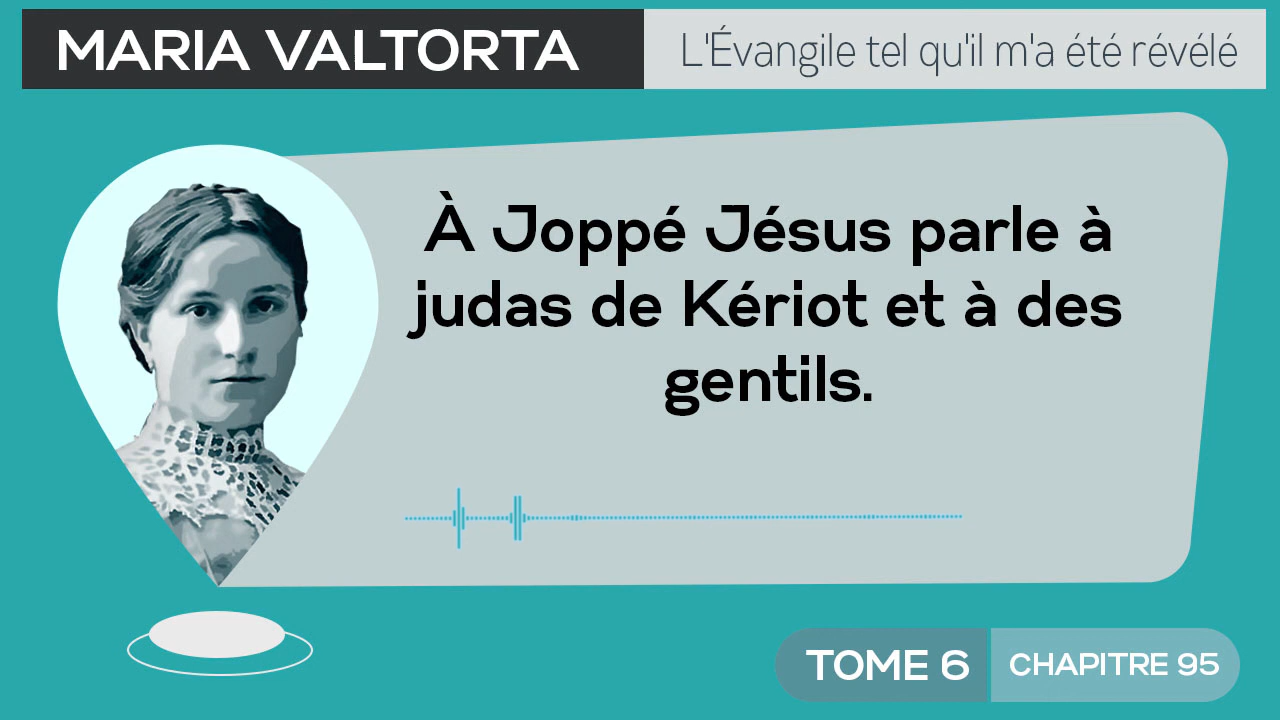 MARIA VALTORTA
L'Évangile tel qu'il m'a été révélé
À Joppé Jésus parle à
judas de Kériot et à des
gentils.
TOME 6
CHAPITRE 95